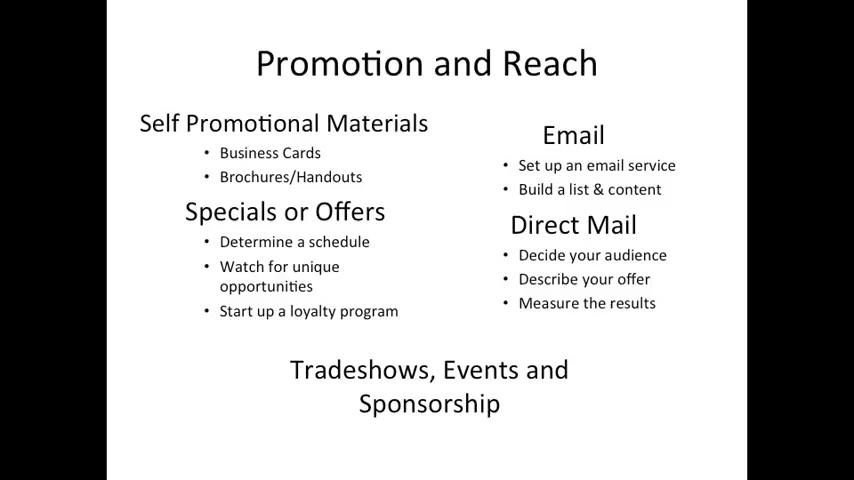 Promotion and Reach
Self Promotional Materials
• Business Cards
• Brochures/Handouts
Specials or Offers
• Determine a schedule
• Watch for unique
opportunities
• Start up a loyalty program
Email
• Set up an email service
• Build a list & content
Direct Mail
• Decide your audience
• Describe your offer
• Measure the results
Tradeshows, Events and
Sponsorship